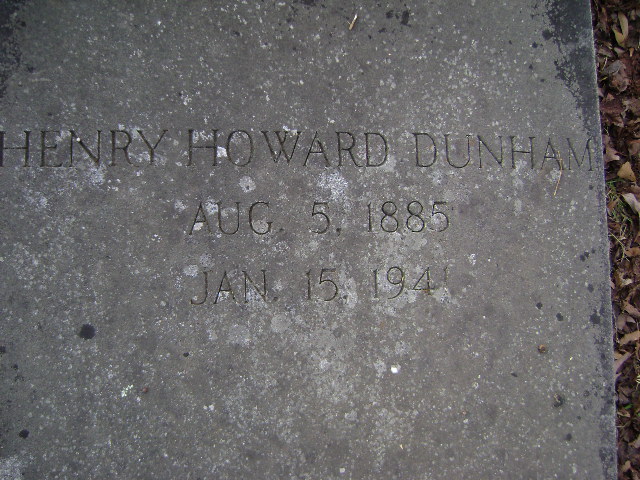 HENRY HOWARD DUNHAM
AUG. 5, 1885
JAN. 15, 1941